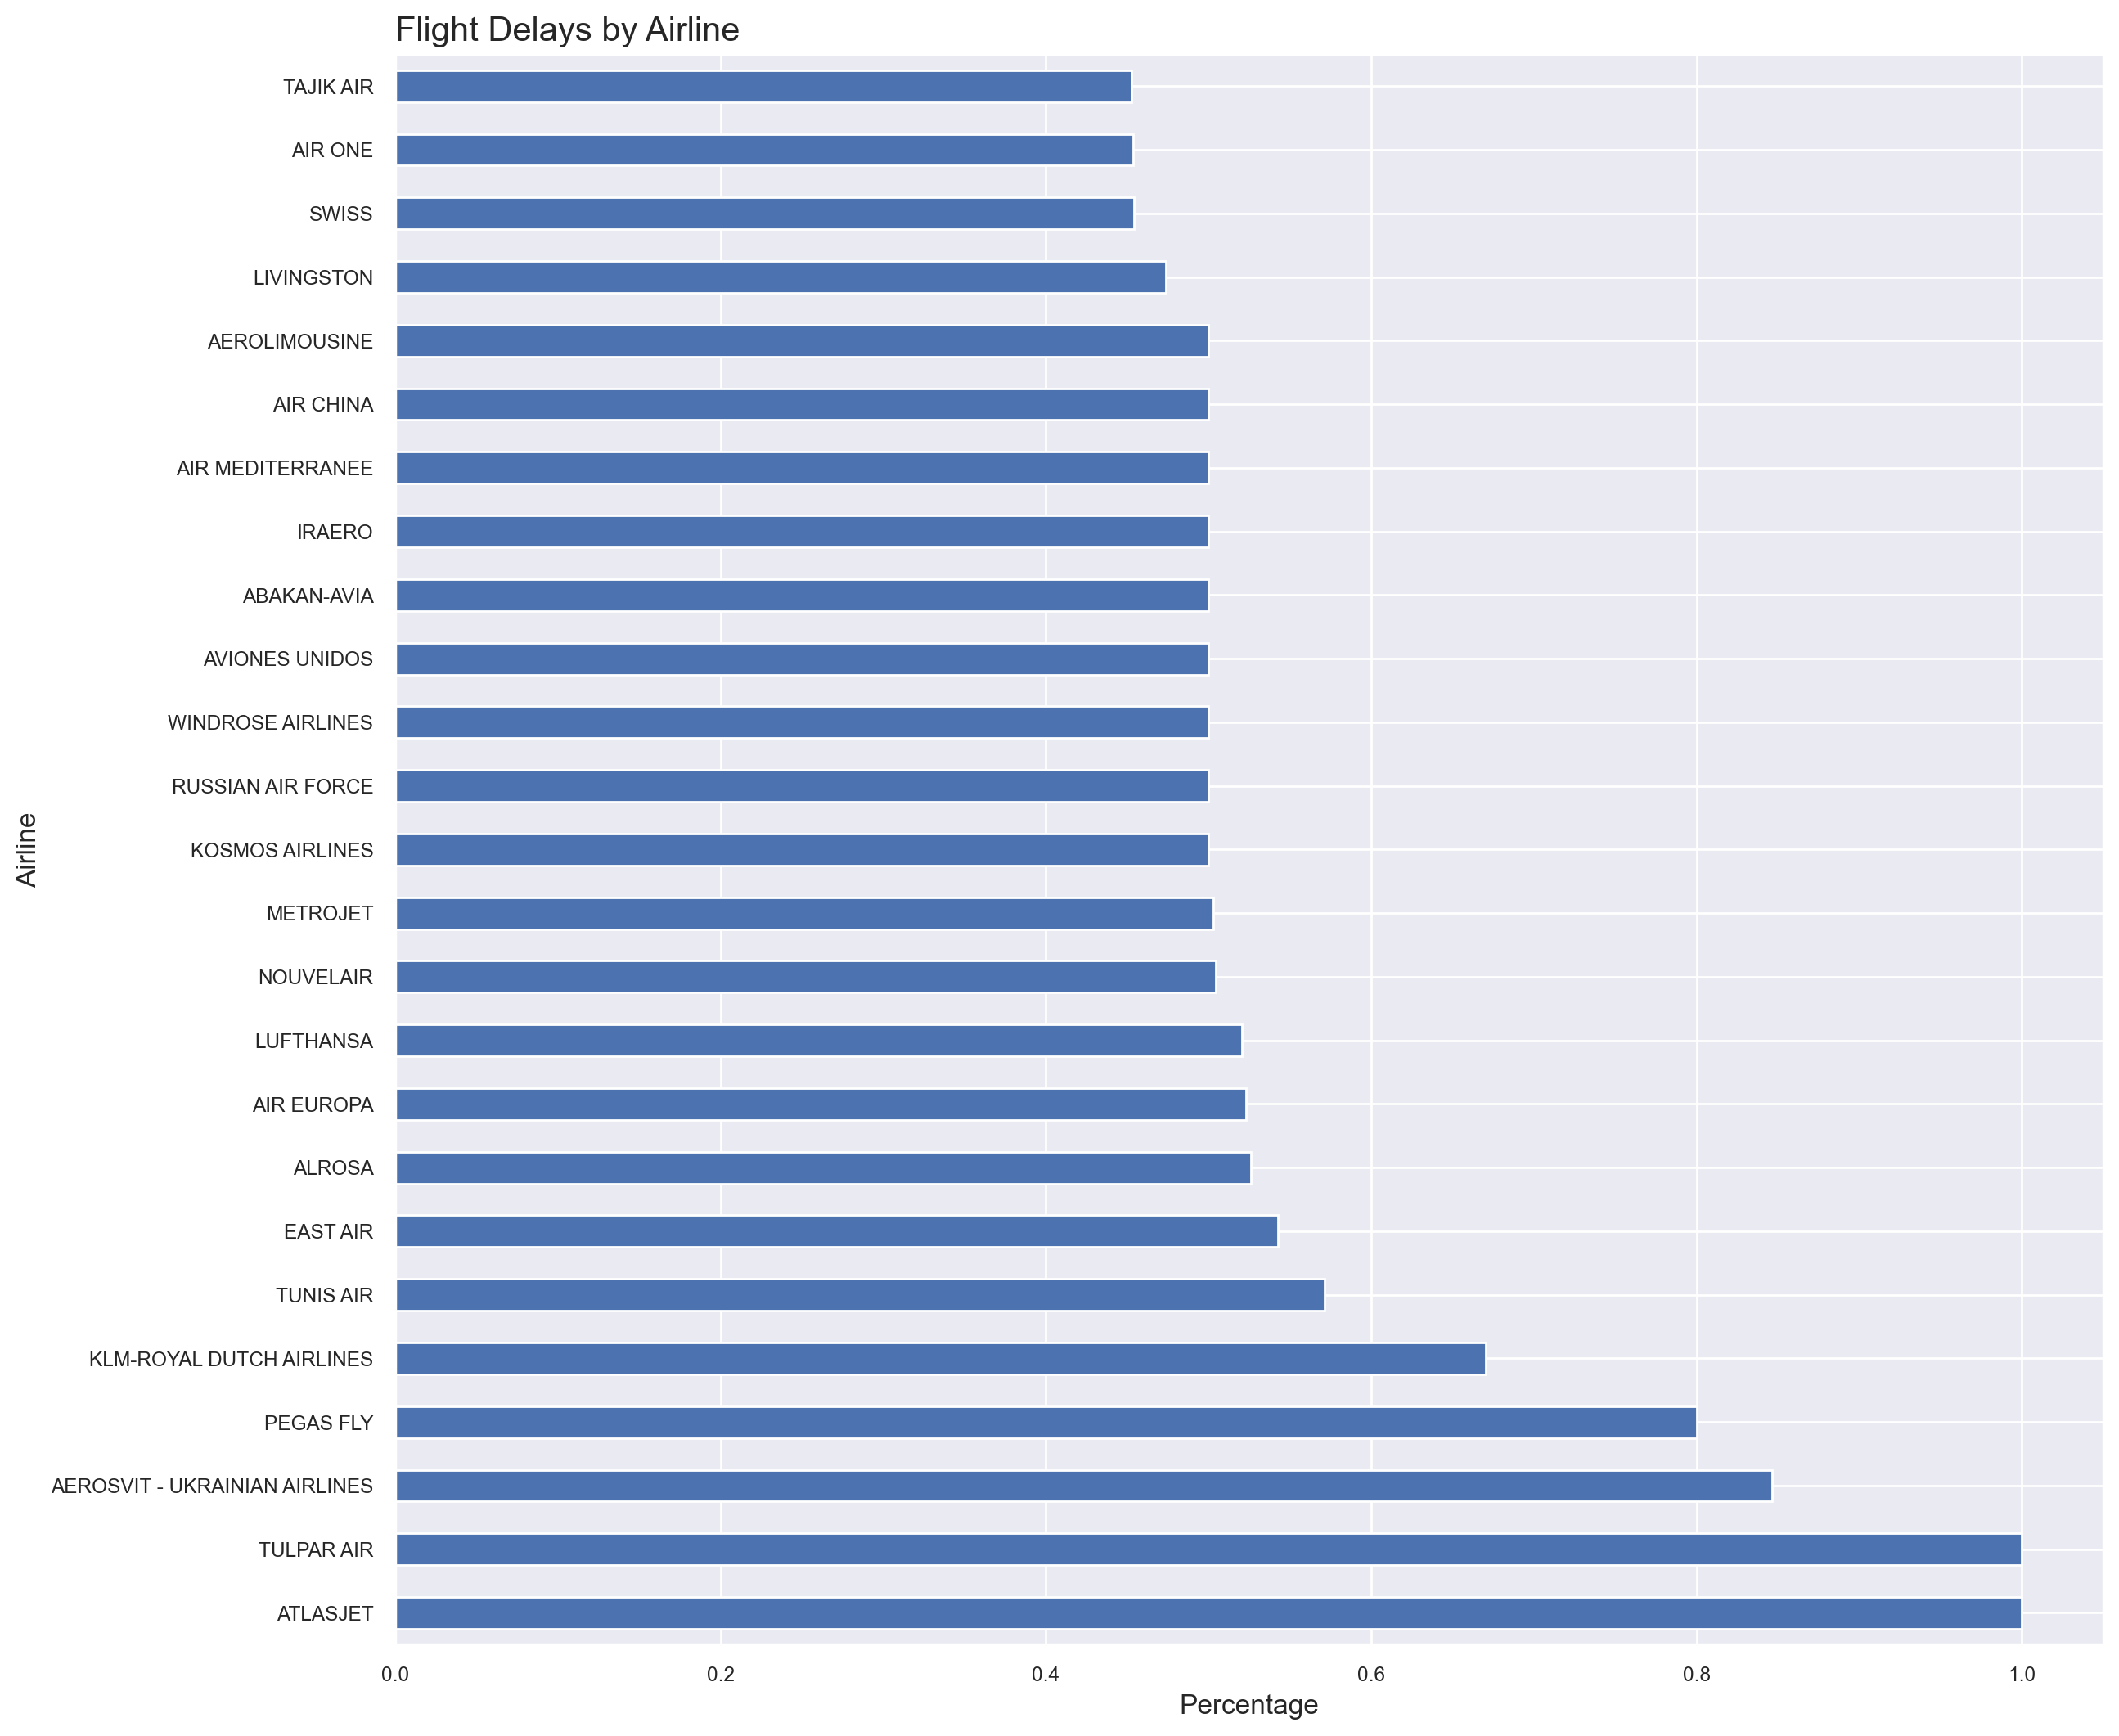 Flight Delays by Airline
TAJIK AIR
AIR ONE
SWISS
LIVINGSTON
AEROLIMOUSINE
AIR CHINA
AIR MEDITERRANEE
IRAERO
ABAKAN-AVIA
AVIONES UNIDOS
WINDROSE AIRLINES
RUSSIAN AIR FORCE
KOSMOS AIRLINES
METROJET
NOUVELAIR
LUFTHANSA
AIR EUROPA
ALROSA
EAST AIR
TUNIS AIR
KLM-ROYAL DUTCH AIRLINES
PEGAS FLY
AEROSVIT - UKRAINIAN AIRLINES
TULPAR AIR
ATLASJET
Airline
0.0 0.2 0.4 0.6 0.8 1.0
Percentage